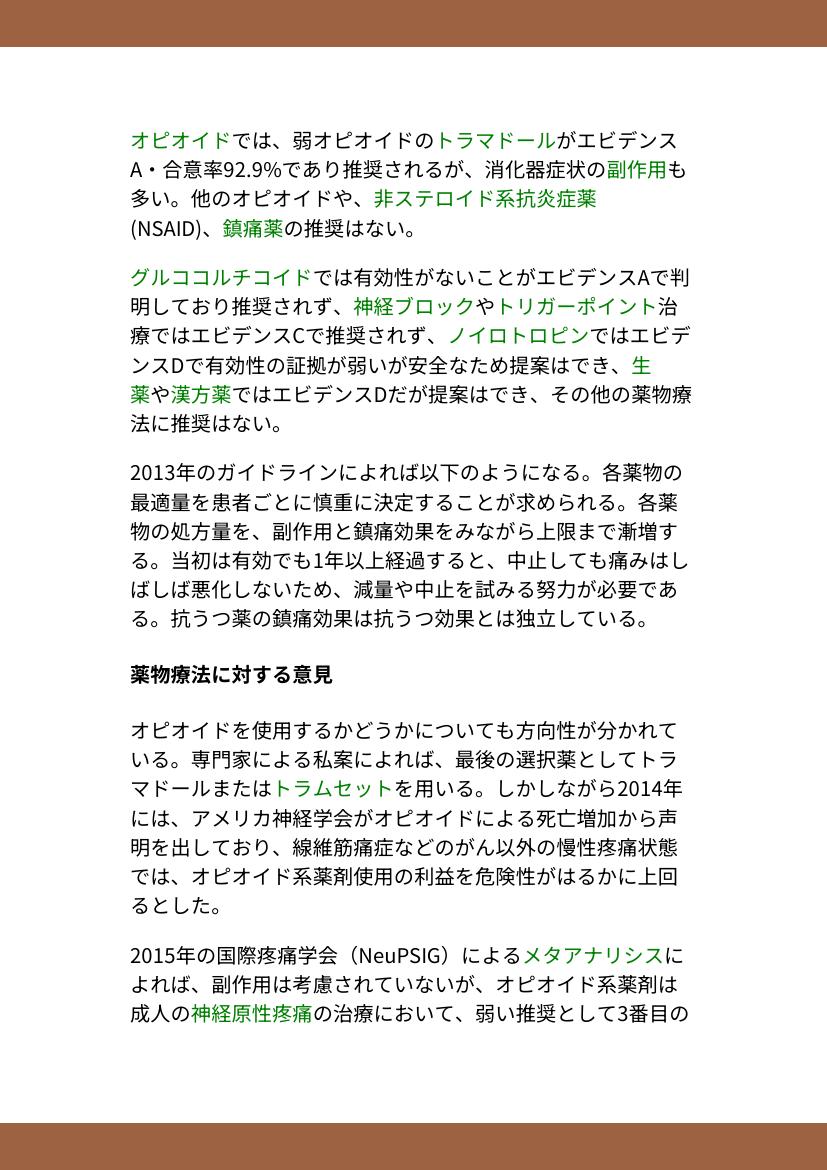 オピオイドでは、弱オピオイドのトラマドールがエビデンス
A・合意率92.9%であり推奨されるが、消化器症状の副作用も
多い。他のオピオイドや、非ステロイド系抗炎症薬
(NSAID)、鎮痛薬の推奨はない。
グルココルチコイドでは有効性がないことがエビデンスAで判
明しており推奨されず、神経ブロックやトリガーポイント治
療ではエビデンスCで推奨されず、ノイロトロピンではエビデ
ンスDで有効性の証拠が弱いが安全なため提案はでき、生
薬や漢方薬ではエビデンスDだが提案はでき、その他の薬物療
法に推奨はない。
2013年のガイドラインによれば以下のようになる。各薬物の
最適量を患者ごとに慎重に決定することが求められる。各薬
物の処方量を、副作用と鎮痛効果をみながら上限まで漸増す
る。当初は有効でも1年以上経過すると、中止しても痛みはし
ばしば悪化しないため、減量や中止を試みる努力が必要であ
る。抗うつ薬の鎮痛効果は抗うつ効果とは独立している。
薬物療法に対する意見
オピオイドを使用するかどうかについても方向性が分かれて
いる。専門家による私案によれば、最後の選択薬としてトラ
マドールまたはトラムセットを用いる。しかしながら2014年
には、アメリカ神経学会がオピオイドによる死亡増加から声
明を出しており、線維筋痛症などのがん以外の慢性疼痛状態
では、オピオイド系薬剤使用の利益を危険性がはるかに上回
るとした。
2015年の国際疼痛学会（NeuPSIG）によるメタアナリシスに
よれば、副作用は考慮されていないが、オピオイド系薬剤は
成人の神経原性疼痛の治療において、弱い推奨として3番目の